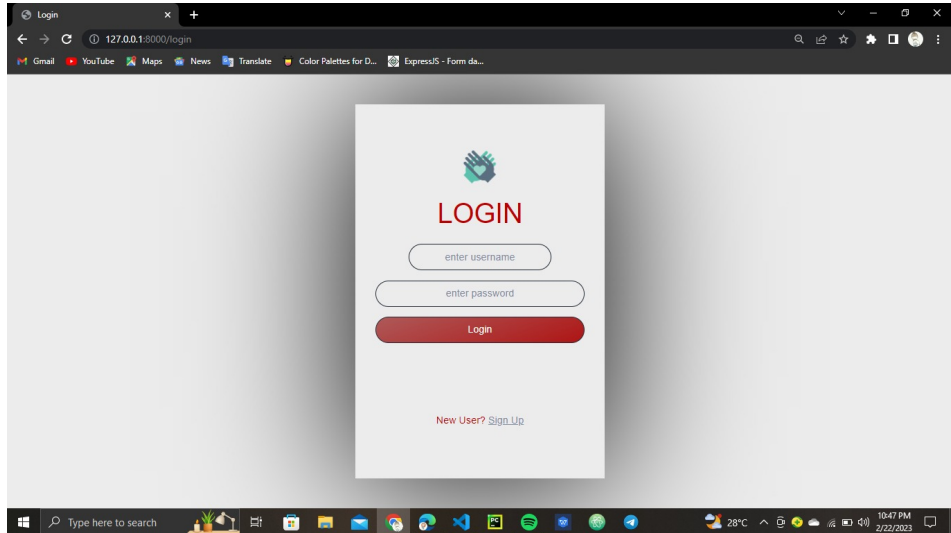 Login
127.0.0.1:8000/login
Gmail YouTube Maps News Translate Color Palettes for D... ExpressJS - Form da...
LOGIN
enter username
enter password
Login
New User? Sign Up
Type here to search
28°C
10:47 PM
2/22/2023